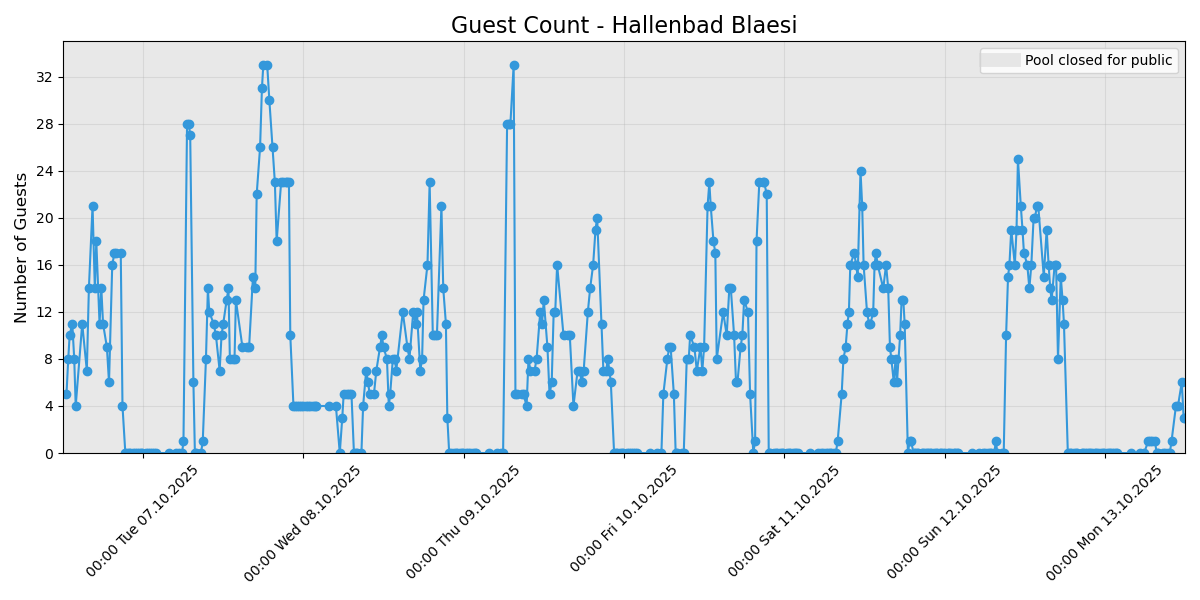 Guest Count - Hallenbad Blaesi
Pool closed for public
Number of Guests
32
28
24
20
16
12
8
4
0
00:00 Tue 07.10.2025
00:00 Wed 08.10.2025
00:00 Thu 09.10.2025
00:00 Fri 10.10.2025
00:00 Sat 11.10.2025
00:00 Sun 12.10.2025
00:00 Mon 13.10.2025